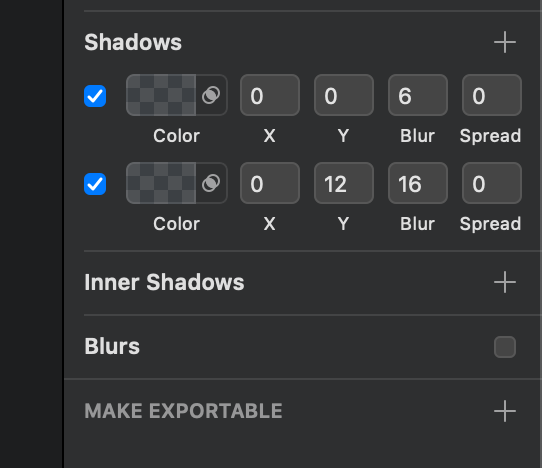 Shadows
0 0 6 0
Color X Y Blur Spread
0 12 16 0
Color X Y Blur Spread
Inner Shadows
Blurs
MAKE EXPORTABLE